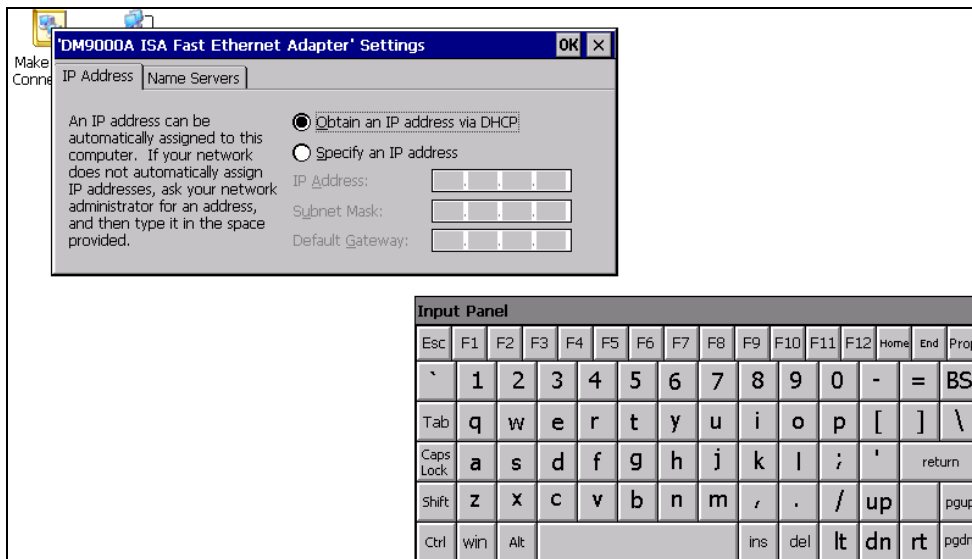 Make
Conne
'DM9000A ISA Fast Ethernet Adapter' Settings OK ×
IP Address Name Servers
An IP address can be
automatically assigned to this
computer. If your network
does not automatically assign
IP addresses, ask your network
administrator for an address,
and then type it in the space
provided.
Obtain an IP address via DHCP
Specify an IP address
IP Address:
Subnet Mask:
Default Gateway:
Input Panel
Esc F1 F2 F3 F4 F5 F6 F7 F8 F9 F10 F11 F12 Home End Prop
` 1 2 3 4 5 6 7 8 9 0 - = BS
Tab q w e r t y u i o p [ ] \
Caps Lock a s d f g h j k l ; ' return
Shift z x c v b n m , . / up pgup
Ctrl win Alt ins del lt dn rt pgdn